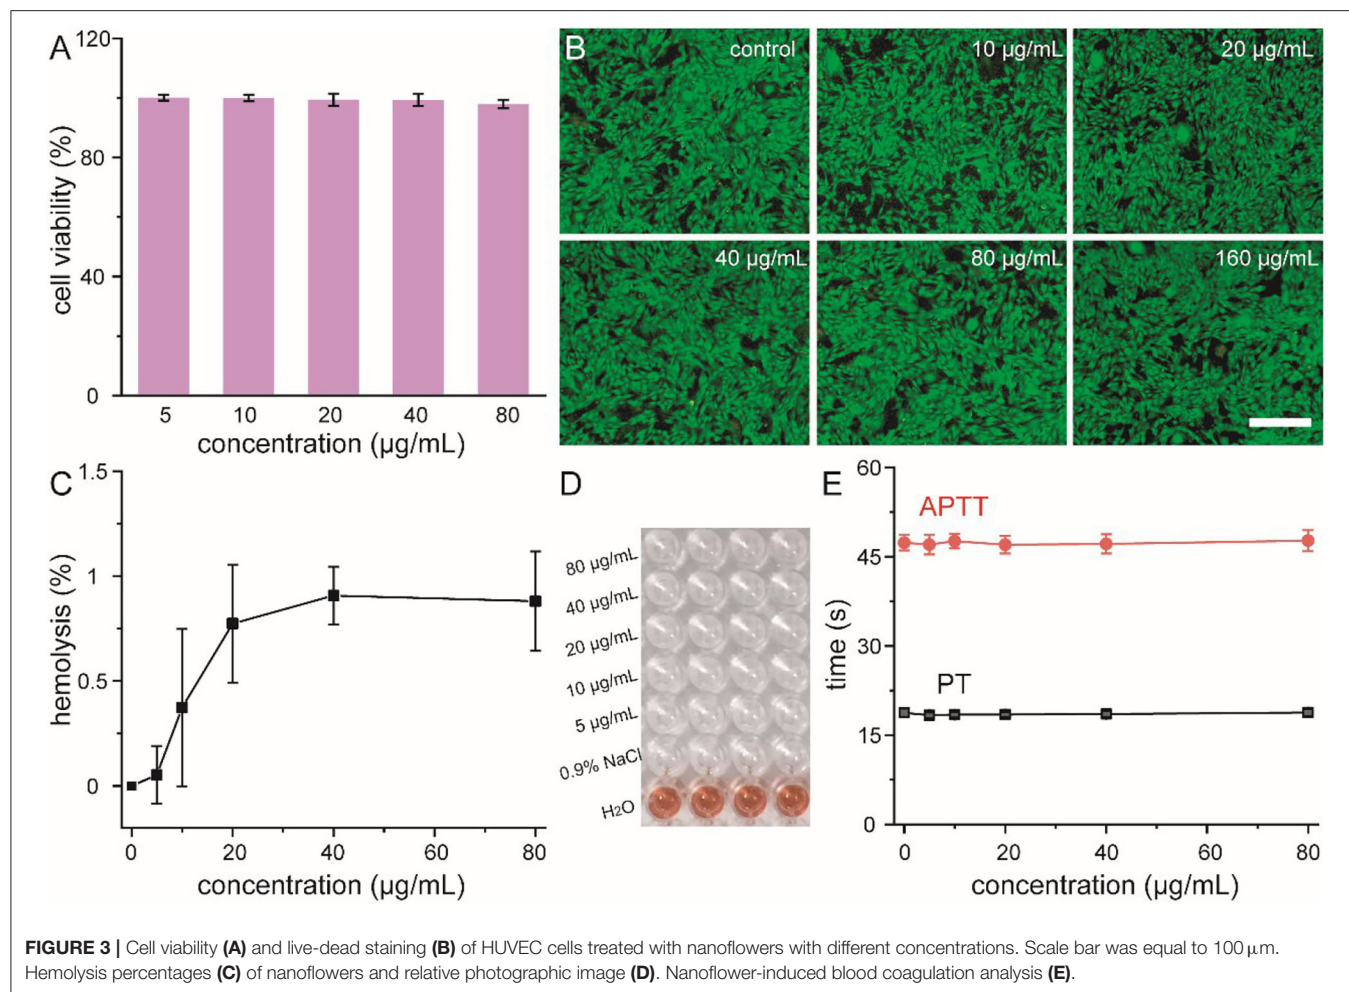 A
120
80
40
0
cell viability (%)
5 10 20 40 80
concentration (µg/mL)
B
control
10 µg/mL
20 µg/mL
40 µg/mL
80 µg/mL
160 µg/mL
C
1.5
1
0.5
0
hemolysis (%)
0 20 40 60 80
concentration (µg/mL)
D
80 µg/mL
40 µg/mL
20 µg/mL
10 µg/mL
5 µg/mL
0.9% NaCl
H2O
E
60
45
30
15
0
time (s)
APTT
PT
0 20 40 60 80
concentration (µg/mL)
FIGURE 3 | Cell viability (A) and live-dead staining (B) of HUVEC cells treated with nanoflowers with different concentrations. Scale bar was equal to 100 µm.
Hemolysis percentages (C) of nanoflowers and relative photographic image (D). Nanoflower-induced blood coagulation analysis (E).